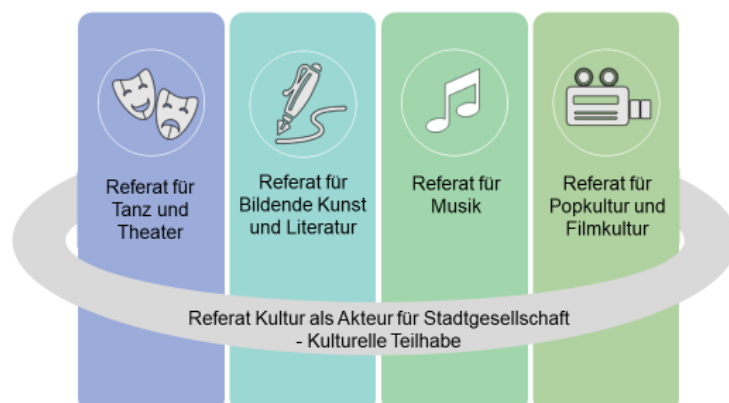 Referat für
Tanz und
Theater
Referat für
Bildende Kunst
und Literatur
Referat für
Musik
Referat für
Popkultur und
Filmkultur
Referat Kultur als Akteur für Stadtgesellschaft
- Kulturelle Teilhabe